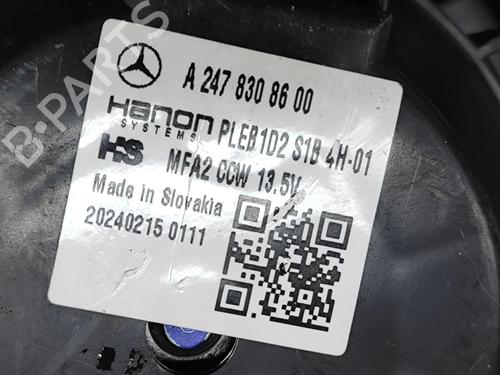 A 247 830 86 00
Hanon
SYSTEMS
PLEB1D2 S1B 4H-01
HS
MFA2 CCW 13.5V
Made in Slovakia
20240215 0111
B-PARTS